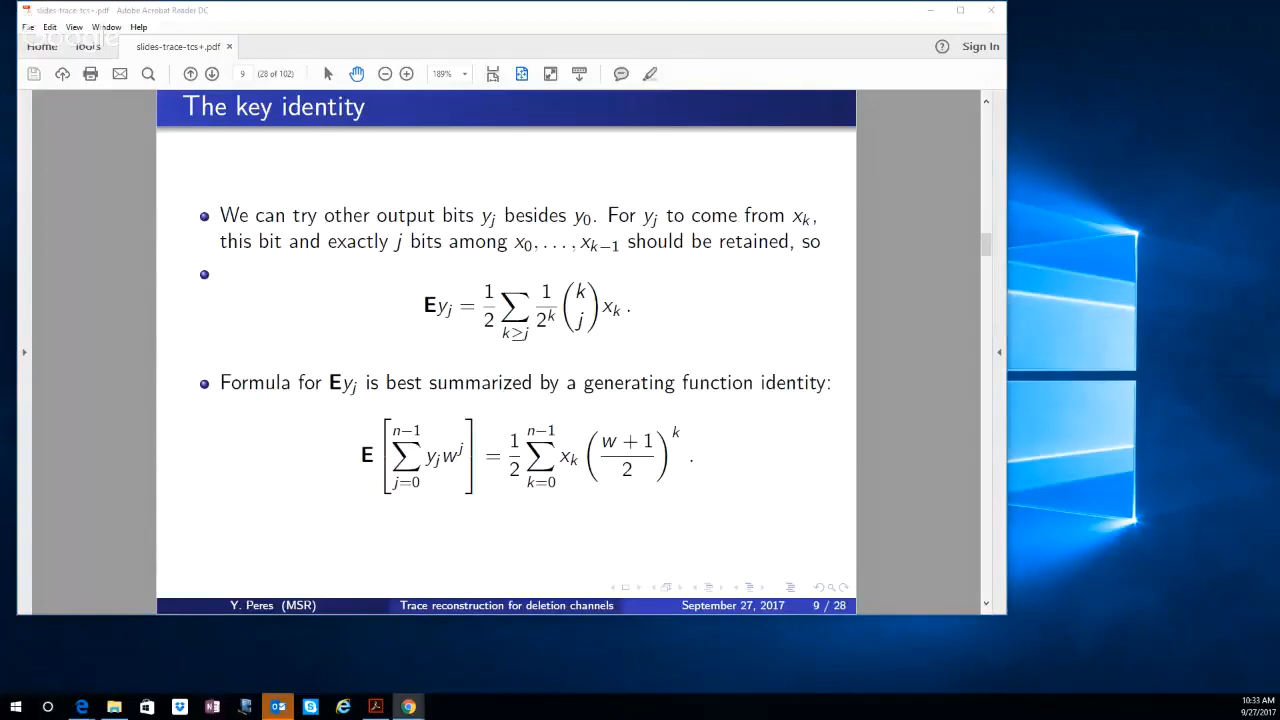 slides-trace-tcs+.pdf - Adobe Acrobat Reader DC
File Edit View Window Help
Home Tools slides-trace-tcs+.pdf × Sign In
9 (28 of 102) 189%
The key identity
We can try other output bits y_j besides y_0. For y_j to come from x_k,
this bit and exactly j bits among x_0, . . . , x_{k−1} should be retained, so
E y_j = 1/2 ∑_{k≥j} 1/2^k (k j) x_k .
Formula for E y_j is best summarized by a generating function identity:
E [ ∑_{j=0}^{n−1} y_j w^j ] = 1/2 ∑_{k=0}^{n−1} x_k ( (w + 1)/2 )^k .
Y. Peres (MSR) Trace reconstruction for deletion channels September 27, 2017 9 / 28
10:33 AM
9/27/2017